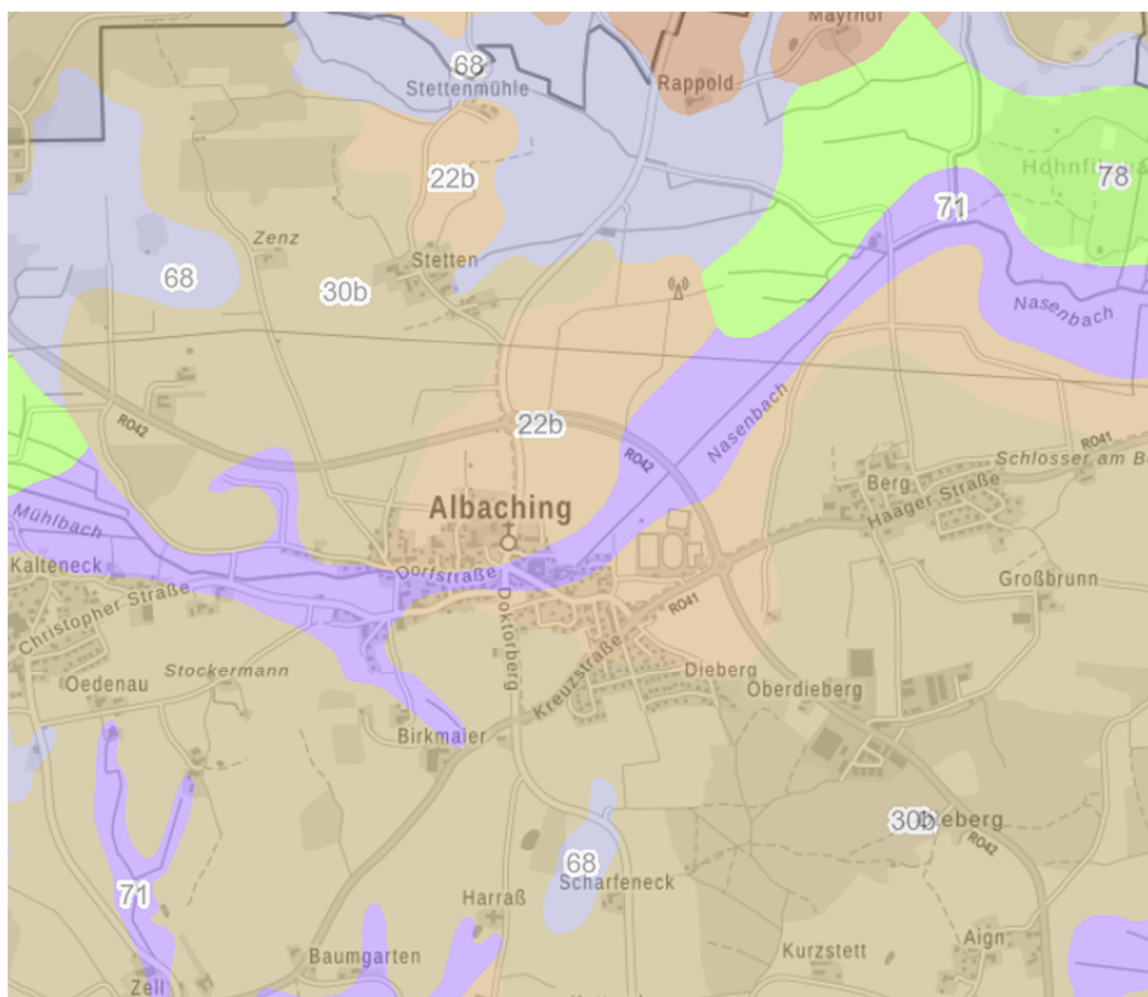 Mayrhof
68
Stettenmühle
Rappold
22b
78
71
Zenz
Stetten
68
30b
Nasenbach
Nasenbach
22b
RO42
RO42
RO41
Schlosser am
Berg
Haager Straße
Albaching
Mühlbach
Kalteneck
Dorfstraße
Großbrunn
Christopher Straße
RO41
Doktorberg
Stockermann
Oedenau
Kreuzstraße
Dieberg
Oberdieberg
Birkmaier
30b
RO42
68
Scharfeneck
71
Harraß
Kurzstett
Aign
Baumgarten
Zell